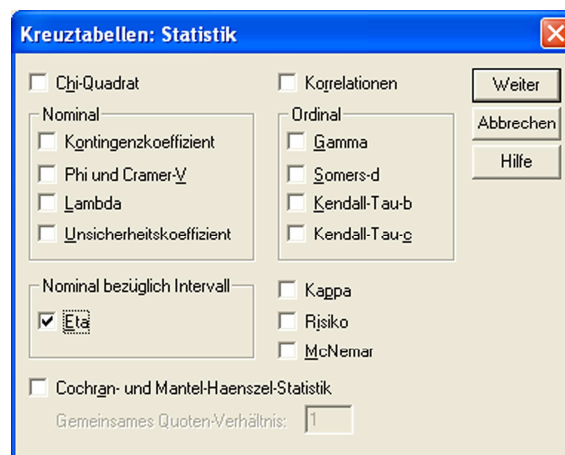 Kreuztabellen: Statistik
Chi-Quadrat
Korrelationen
Weiter
Nominal
Ordinal
Abbrechen
Kontingenzkoeffizient
Gamma
Hilfe
Phi und Cramer-V
Somers-d
Lambda
Kendall-Tau-b
Unsicherheitskoeffizient
Kendall-Tau-c
Nominal bezüglich Intervall
Kappa
Eta
Risiko
McNemar
Cochran- und Mantel-Haenszel-Statistik
Gemeinsames Quoten-Verhältnis: 1